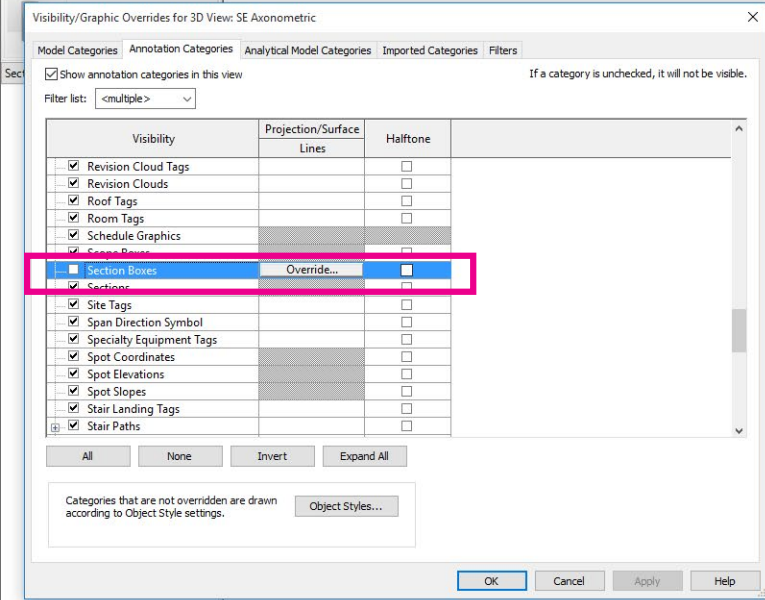 Visibility/Graphic Overrides for 3D View: SE Axonometric
Model Categories Annotation Categories Analytical Model Categories Imported Categories Filters
Sect
Show annotation categories in this view
If a category is unchecked, it will not be visible.
Filter list: <multiple>
Visibility Projection/Surface Halftone
Lines
Revision Cloud Tags
Revision Clouds
Roof Tags
Room Tags
Schedule Graphics
Scope Boxes
Section Boxes Override...
Sections
Site Tags
Span Direction Symbol
Specialty Equipment Tags
Spot Coordinates
Spot Elevations
Spot Slopes
Stair Landing Tags
Stair Paths
All None Invert Expand All
Categories that are not overridden are drawn
according to Object Style settings.
Object Styles...
OK Cancel Apply Help